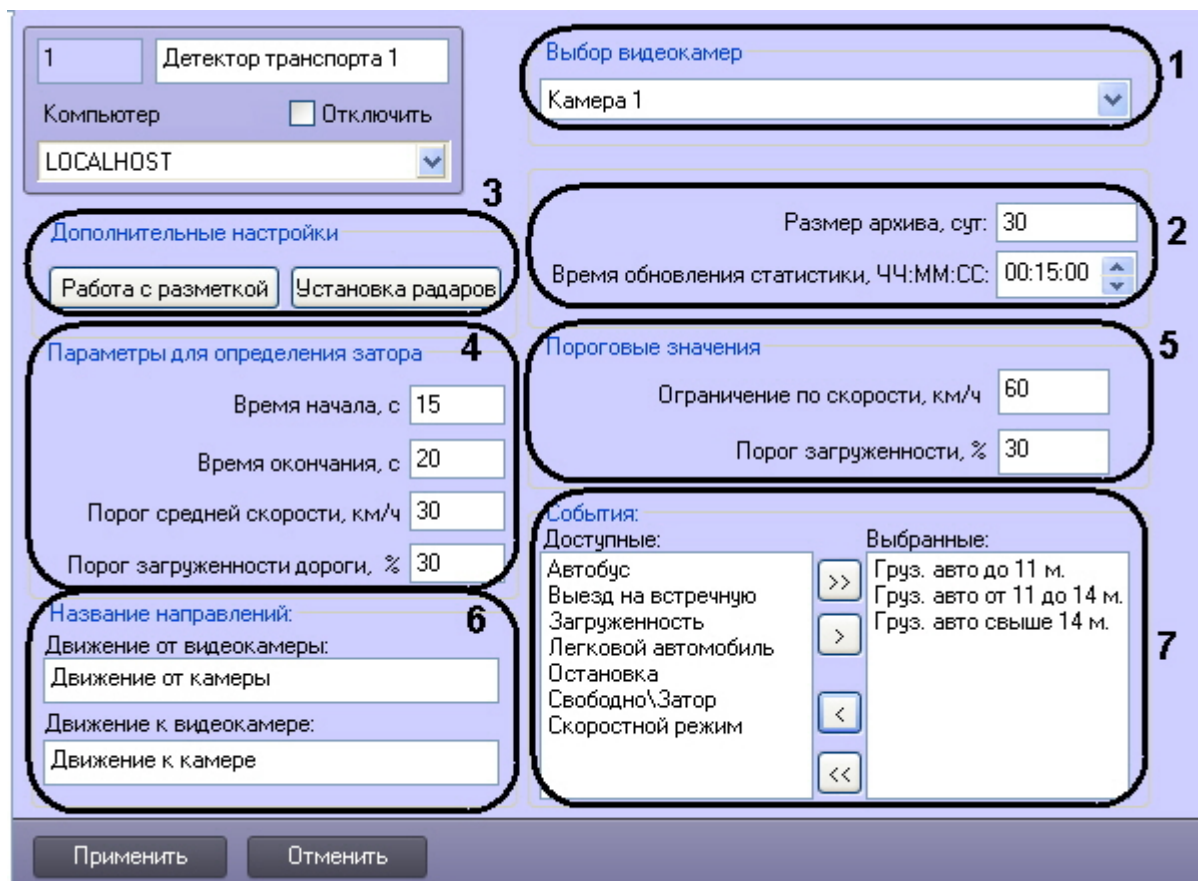 1
Детектор транспорта 1
Компьютер
Отключить
LOCALHOST
Выбор видеокамер
1
Камера 1
3
Дополнительные настройки
Работа с разметкой
Установка радаров
Размер архива, сут:
30
2
Время обновления статистики, ЧЧ:ММ:СС:
00:15:00
Параметры для определения затора
4
Время начала, с
15
Время окончания, с
20
Порог средней скорости, км/ч
30
Порог загруженности дороги, %
30
Пороговые значения
5
Ограничение по скорости, км/ч
60
Порог загруженности, %
30
Название направлений:
6
Движение от видеокамеры:
Движение от камеры
Движение к видеокамере:
Движение к камере
События:
Доступные:
Автобус
Выезд на встречную
Загруженность
Легковой автомобиль
Остановка
Свободно\Затор
Скоростной режим
>>
>
<
<<
Выбранные:
Груз. авто до 11 м.
Груз. авто от 11 до 14 м.
Груз. авто свыше 14 м.
7
Применить
Отменить